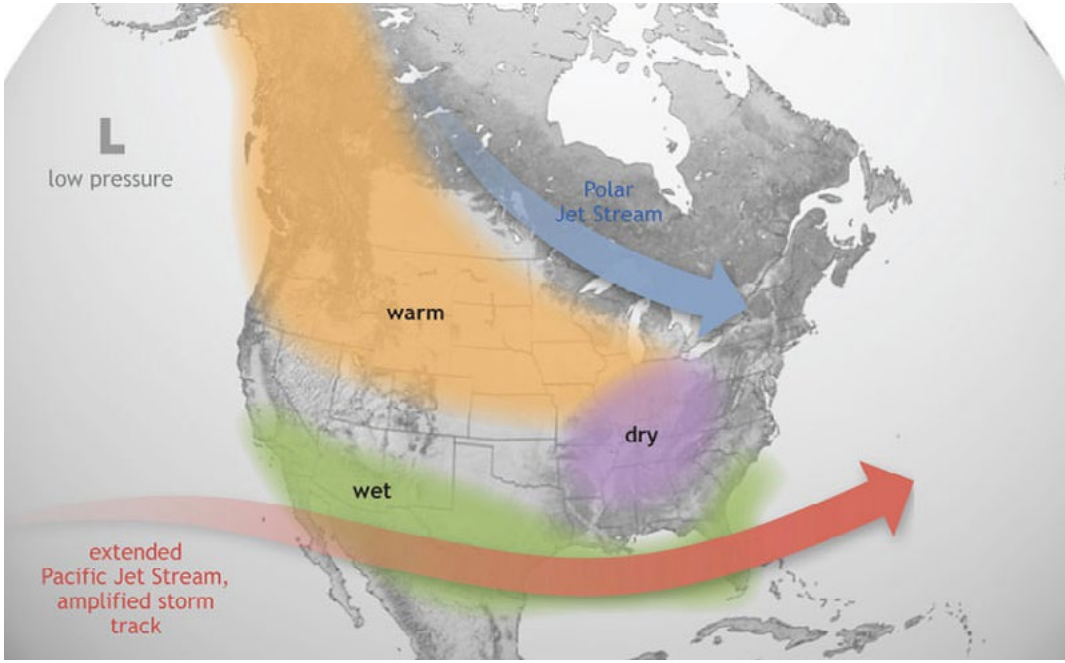 L
low pressure
Polar
Jet Stream
warm
dry
wet
extended
Pacific Jet Stream,
amplified storm
track